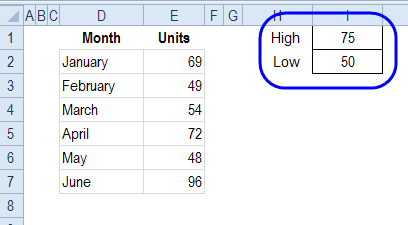 A B C D E F G H I
1 Month Units High 75
2 January 69 Low 50
3 February 49
4 March 54
5 April 72
6 May 48
7 June 96
8